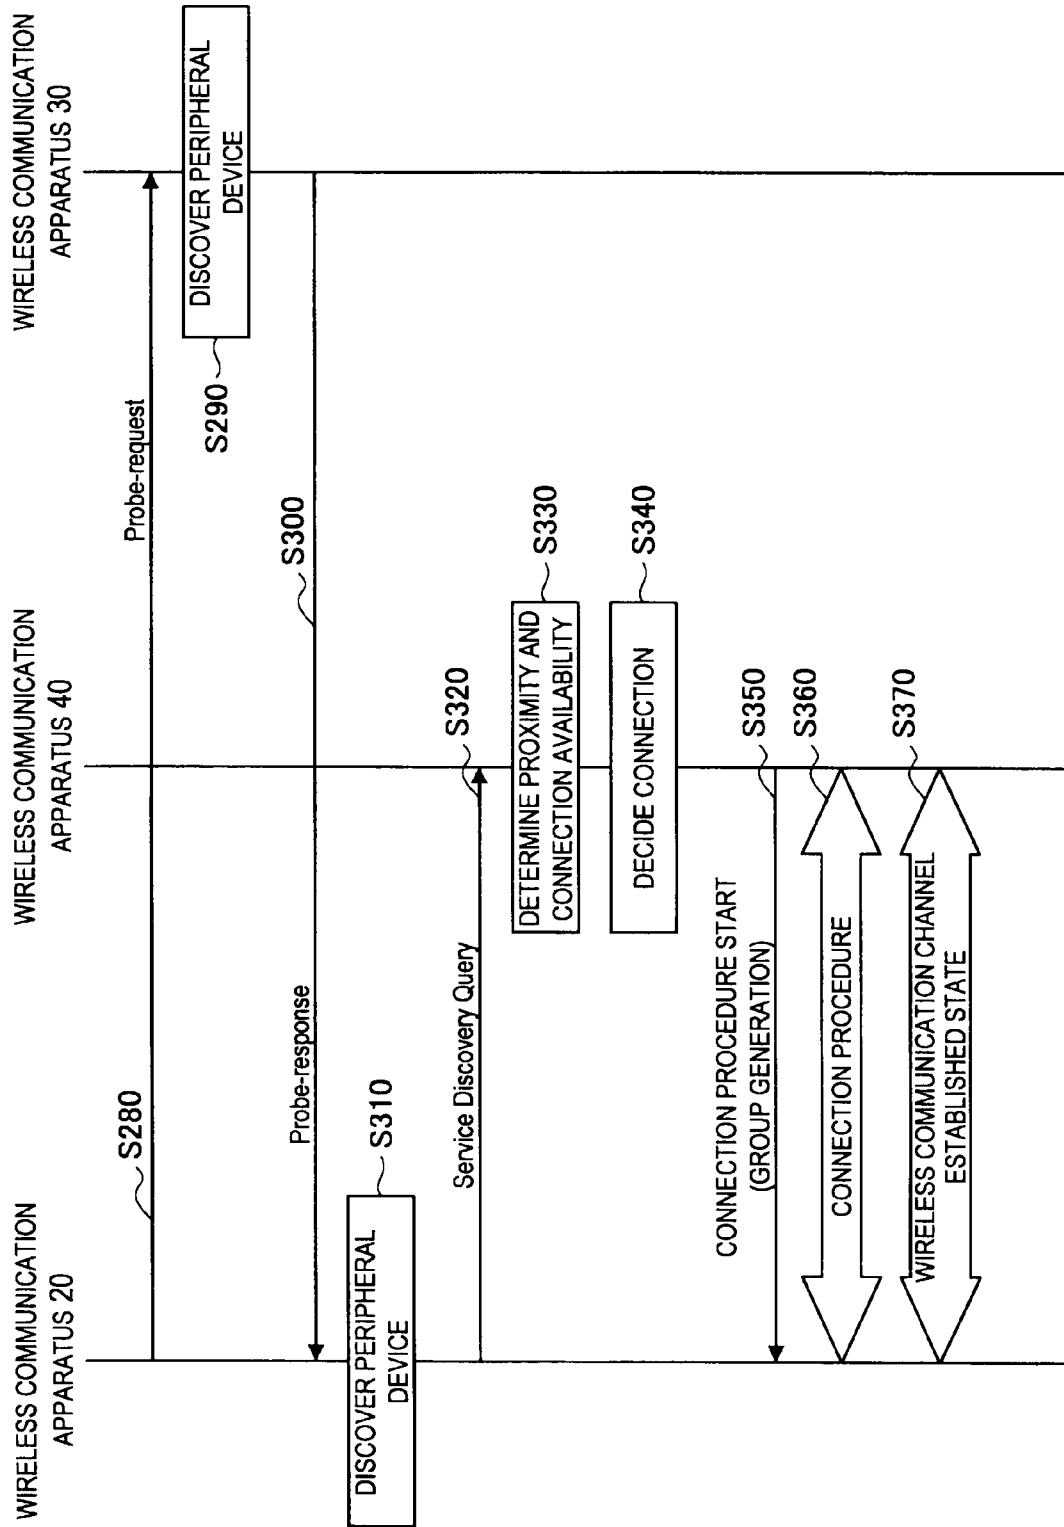 WIRELESS COMMUNICATION
APPARATUS 20
WIRELESS COMMUNICATION
APPARATUS 40
WIRELESS COMMUNICATION
APPARATUS 30
S280
Probe-request
DISCOVER PERIPHERAL
DEVICE
S290
Probe-response
S300
DISCOVER PERIPHERAL
DEVICE
S310
Service Discovery Query
S320
DETERMINE PROXIMITY AND
CONNECTION AVAILABILITY
S330
DECIDE CONNECTION
S340
CONNECTION PROCEDURE START
(GROUP GENERATION)
S350
CONNECTION PROCEDURE
S360
WIRELESS COMMUNICATION CHANNEL
ESTABLISHED STATE
S370